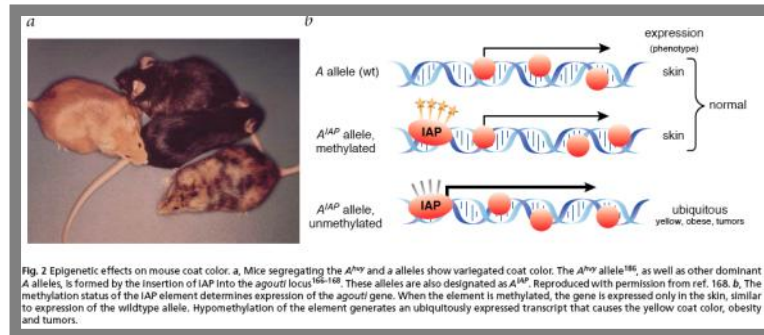 a
b
expression
(phenotype)
A allele (wt)
skin
normal
IAP
A^IAP allele,
methylated
skin
IAP
A^IAP allele,
unmethylated
ubiquitous
yellow, obese, tumors
Fig. 2 Epigenetic effects on mouse coat color. a, Mice segregating the A^hvy and a alleles show variegated coat color. The A^hvy allele^186, as well as other dominant
A alleles, is formed by the insertion of IAP into the agouti locus^166–168. These alleles are also designated as A^IAP. Reproduced with permission from ref. 168. b, The
methylation status of the IAP element determines expression of the agouti gene. When the element is methylated, the gene is expressed only in the skin, similar
to expression of the wildtype allele. Hypomethylation of the element generates an ubiquitously expressed transcript that causes the yellow coat color, obesity
and tumors.